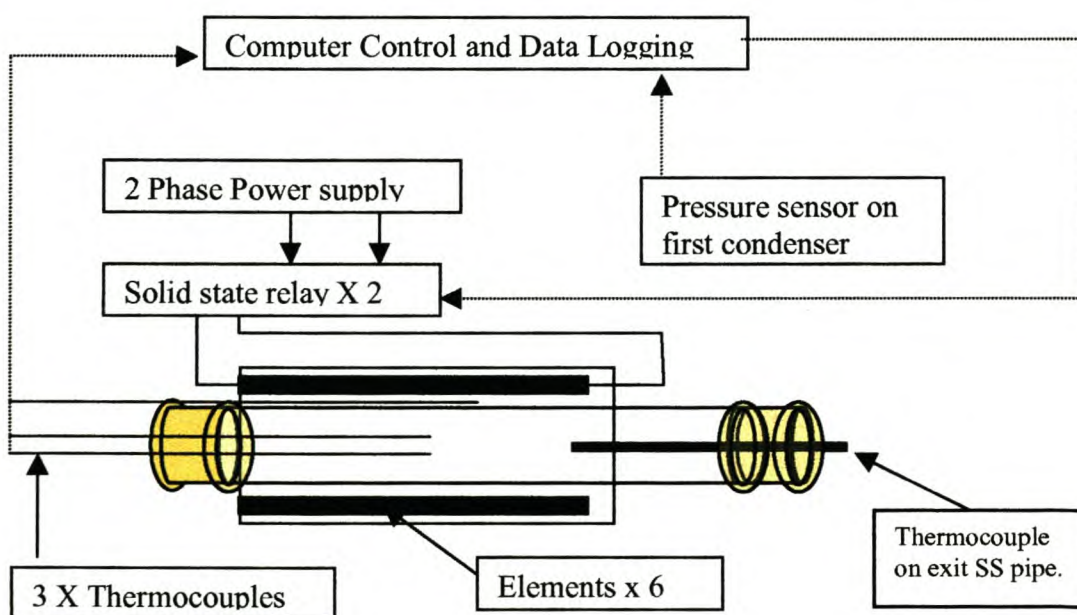 Computer Control and Data Logging
2 Phase Power supply
Pressure sensor on
first condenser
Solid state relay X 2
Thermocouple
on exit SS pipe.
Elements x 6
3 X Thermocouples